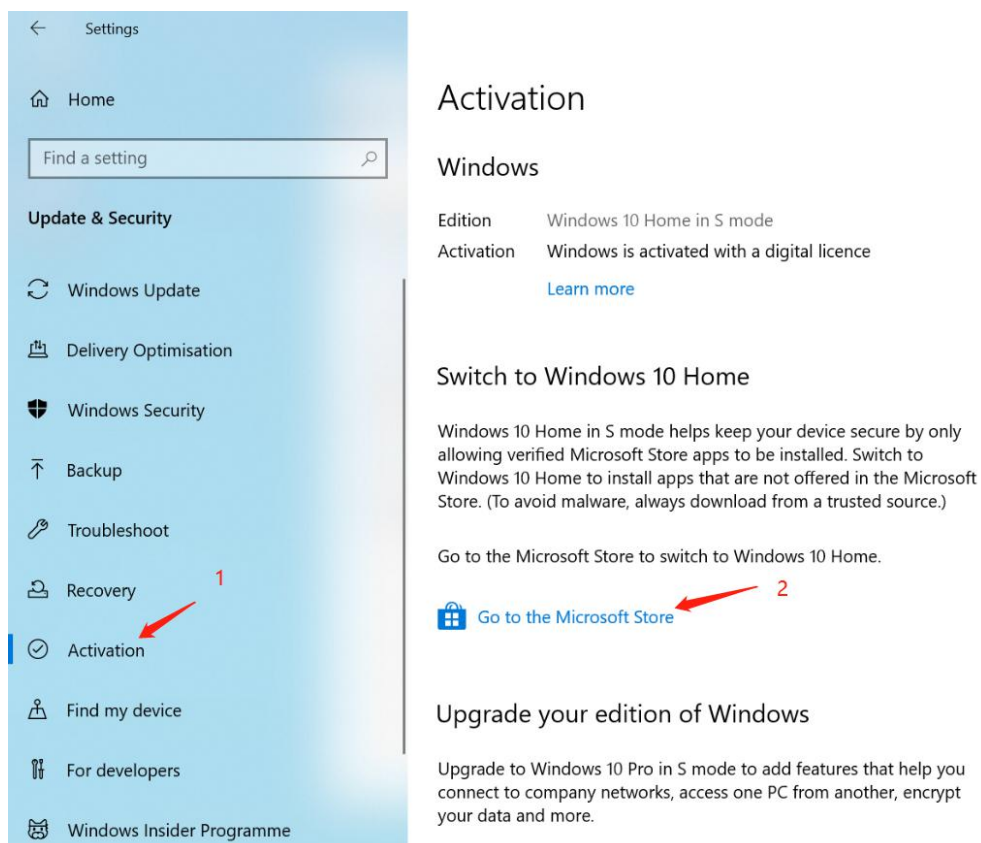 Settings
Home
Find a setting
Update & Security
Windows Update
Delivery Optimisation
Windows Security
Backup
Troubleshoot
Recovery
1
Activation
Find my device
For developers
Windows Insider Programme
Activation
Windows
Edition Windows 10 Home in S mode
Activation Windows is activated with a digital licence
Learn more
Switch to Windows 10 Home
Windows 10 Home in S mode helps keep your device secure by only
allowing verified Microsoft Store apps to be installed. Switch to
Windows 10 Home to install apps that are not offered in the Microsoft
Store. (To avoid malware, always download from a trusted source.)
Go to the Microsoft Store to switch to Windows 10 Home.
2
Go to the Microsoft Store
Upgrade your edition of Windows
Upgrade to Windows 10 Pro in S mode to add features that help you
connect to company networks, access one PC from another, encrypt
your data and more.